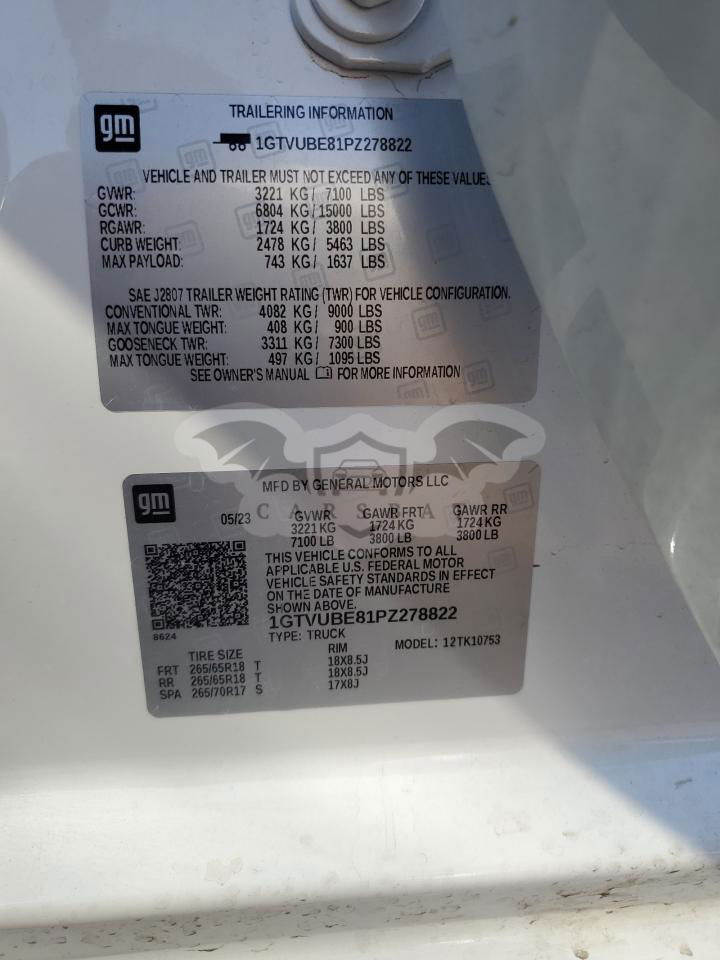 gm
TRAILERING INFORMATION
1GTVUBE81PZ278822
VEHICLE AND TRAILER MUST NOT EXCEED ANY OF THESE VALUES
GVWR: 3221 KG / 7100 LBS
GCWR: 6804 KG / 15000 LBS
RGAWR: 1724 KG / 3800 LBS
CURB WEIGHT: 2478 KG / 5463 LBS
MAX PAYLOAD: 743 KG / 1637 LBS
SAE J2807 TRAILER WEIGHT RATING (TWR) FOR VEHICLE CONFIGURATION.
CONVENTIONAL TWR: 4082 KG / 9000 LBS
MAX TONGUE WEIGHT: 408 KG / 900 LBS
GOOSENECK TWR: 3311 KG / 7300 LBS
MAX TONGUE WEIGHT: 497 KG / 1095 LBS
SEE OWNER'S MANUAL FOR MORE INFORMATION
gm
MFD BY GENERAL MOTORS LLC
05/23 GVWR GAWB FRT GAWR RR
3221 KG 1724 KG 1724 KG
7100 LB 3800 LB 3800 LB
THIS VEHICLE CONFORMS TO ALL
APPLICABLE U.S. FEDERAL MOTOR
VEHICLE SAFETY STANDARDS IN EFFECT
ON THE DATE OF MANUFACTURE
SHOWN ABOVE.
1GTVUBE81PZ278822
8624
TYPE: TRUCK MODEL: 12TK10753
TIRE SIZE RIM
FRT 265/65R18 T 18X8.5J
RR 265/65R18 T 18X8.5J
SPA 265/70R17 S 17X8J